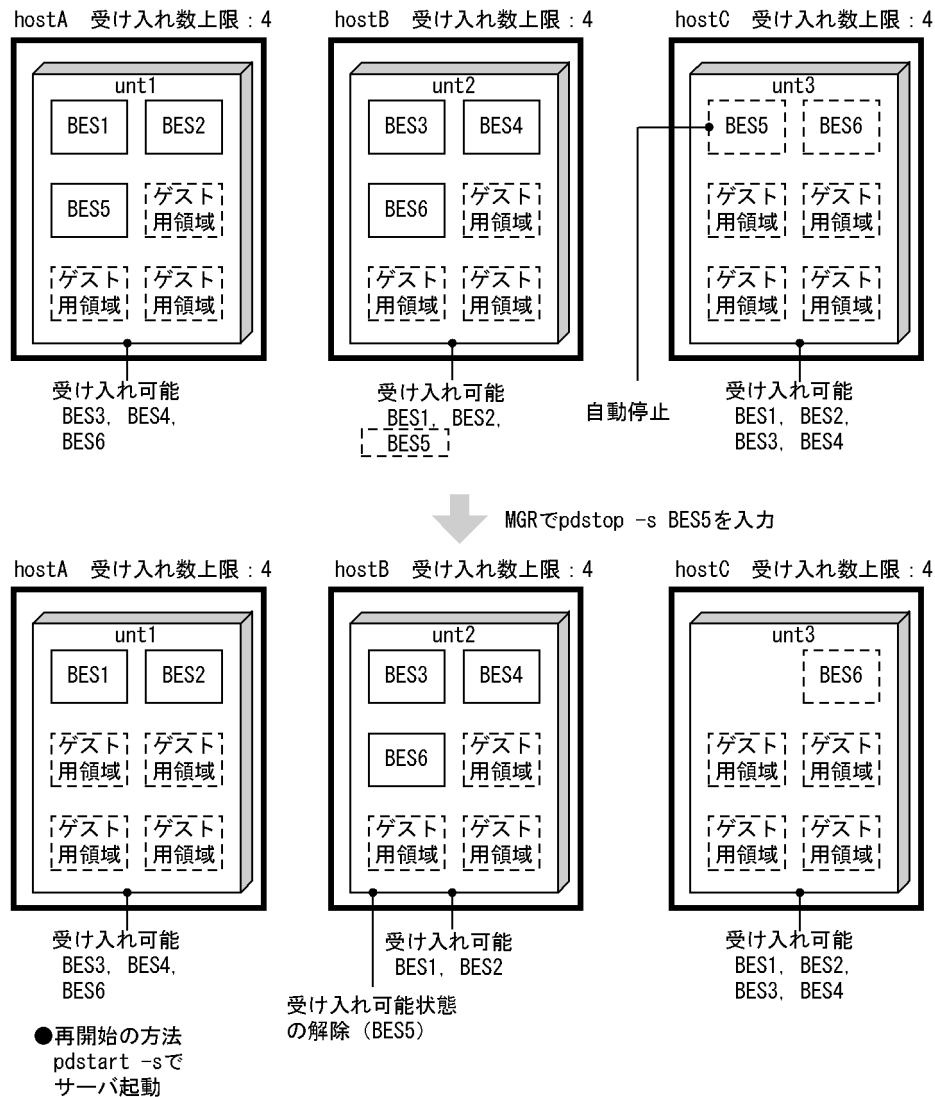 hostA 受け入れ数上限：4
hostB 受け入れ数上限：4
hostC 受け入れ数上限：4
unt1
BES1
BES2
BES5
ゲスト
用領域
ゲスト
用領域
ゲスト
用領域
受け入れ可能
BES3，BES4，
BES6
unt2
BES3
BES4
BES6
ゲスト
用領域
ゲスト
用領域
ゲスト
用領域
受け入れ可能
BES1，BES2，
BES5
unt3
BES5
BES6
ゲスト
用領域
ゲスト
用領域
ゲスト
用領域
ゲスト
用領域
自動停止
受け入れ可能
BES1，BES2，
BES3，BES4
MGRでpdstop -s BES5を入力
hostA 受け入れ数上限：4
hostB 受け入れ数上限：4
hostC 受け入れ数上限：4
unt1
BES1
BES2
ゲスト
用領域
ゲスト
用領域
ゲスト
用領域
ゲスト
用領域
受け入れ可能
BES3，BES4，
BES6
unt2
BES3
BES4
BES6
ゲスト
用領域
ゲスト
用領域
ゲスト
用領域
受け入れ可能
BES1，BES2
受け入れ可能状態
の解除（BES5）
unt3
BES6
ゲスト
用領域
ゲスト
用領域
ゲスト
用領域
ゲスト
用領域
受け入れ可能
BES1，BES2，
BES3，BES4
●再開始の方法
pdstart -sで
サーバ起動